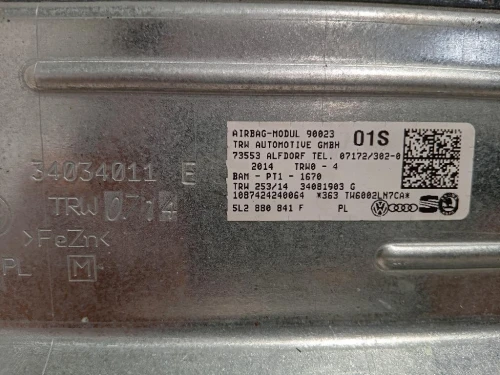 AIRBAG-MODUL 90023
01S
TRW AUTOMOTIVE GMBH
73553 ALFDORF TEL. 07172/302-0
2014 TRW0 - 4
BAM - PT1 - 1670
TRW 253/14 34081903 G
1087424240064 *363 TW6002LN7CA*
5L2 880 841 F PL
34034011 E
TRW
>FeZn<
PL M